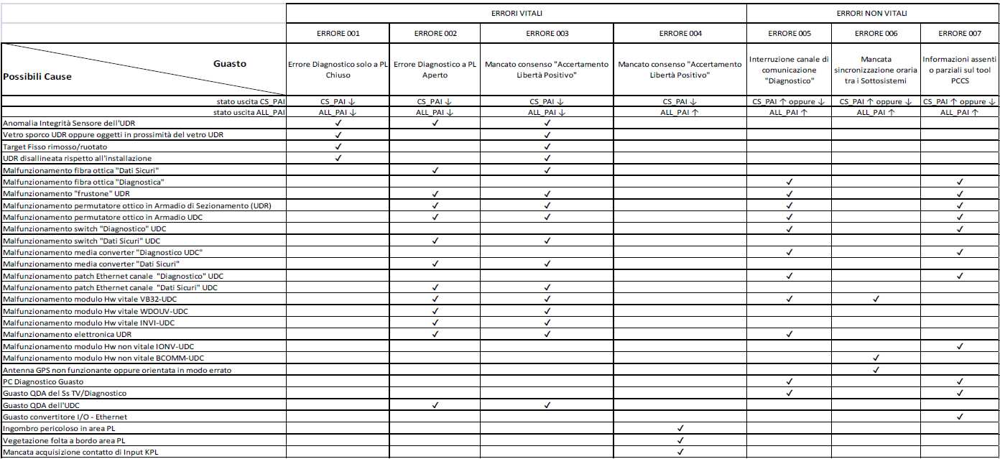 ERRORI VITALI ERRORI NON VITALI
ERRORE 001 ERRORE 002 ERRORE 003 ERRORE 004 ERRORE 005 ERRORE 006 ERRORE 007
Guasto
Possibili Cause
Errore Diagnostico solo a PL
Chiuso
Errore Diagnostico a PL
Aperto
Mancato consenso "Accertamento
Libertà Positivo"
Mancato consenso "Accertamento
Libertà Positivo"
Interruzione canale di
comunicazione
"Diagnostico"
Mancata
sincronizzazione oraria
tra i Sottosistemi
Informazioni assenti
o parziali sul tool
PCCS
stato uscita CS_PAI CS_PAI ↓ CS_PAI ↓ CS_PAI ↓ CS_PAI ↓ CS_PAI ↑ oppure ↓ CS_PAI ↑ oppure ↓ CS_PAI ↑ oppure ↓
stato uscita ALL_PAI ALL_PAI ↓ ALL_PAI ↓ ALL_PAI ↓ ALL_PAI ↑ ALL_PAI ↑ ALL_PAI ↑ ALL_PAI ↑
Anomalia Integrità Sensore dell'UDR ✓ ✓ ✓
Vetro sporco UDR oppure oggetti in prossimità del vetro UDR ✓ ✓
Target Fisso rimosso/ruotato ✓ ✓
UDR disallineata rispetto all'installazione ✓ ✓
Malfunzionamento fibra ottica "Dati Sicuri" ✓ ✓
Malfunzionamento fibra ottica "Diagnostica" ✓ ✓
Malfunzionamento "frustone" UDR ✓ ✓ ✓ ✓
Malfunzionamento permutatore ottico in Armadio di Sezionamento (UDR) ✓ ✓ ✓ ✓
Malfunzionamento permutatore ottico in Armadio UDC ✓ ✓ ✓ ✓
Malfunzionamento switch "Diagnostico" UDC ✓ ✓
Malfunzionamento switch "Dati Sicuri" UDC ✓ ✓
Malfunzionamento media converter "Diagnostico UDC" ✓ ✓
Malfunzionamento media converter "Dati Sicuri" ✓ ✓
Malfunzionamento patch Ethernet canale "Diagnostico" UDC ✓ ✓
Malfunzionamento patch Ethernet canale "Dati Sicuri" UDC ✓ ✓
Malfunzionamento modulo Hw vitale VB32-UDC ✓ ✓ ✓ ✓
Malfunzionamento modulo Hw vitale WDOUV-UDC ✓ ✓
Malfunzionamento modulo Hw vitale INVI-UDC ✓ ✓
Malfunzionamento elettronica UDR ✓ ✓ ✓
Malfunzionamento modulo Hw non vitale IONV-UDC ✓
Malfunzionamento modulo Hw non vitale BCOMM-UDC ✓
Antenna GPS non funzionante oppure orientata in modo errato ✓
PC Diagnostico Guasto ✓ ✓
Guasto QDA del Ss TV/Diagnostico ✓ ✓
Guasto QDA dell'UDC ✓ ✓
Guasto convertitore I/O - Ethernet ✓
Ingombro pericoloso in area PL ✓
Vegetazione folta a bordo area PL ✓
Mancata acquisizione contatto di Input KPL ✓